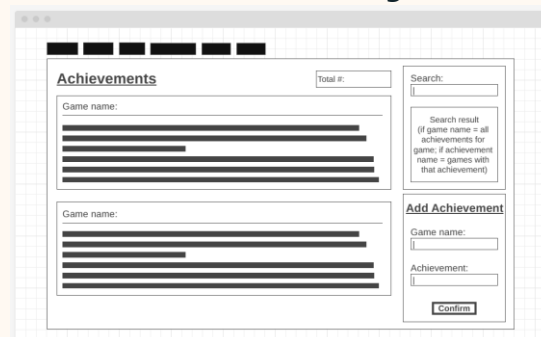 Achievements
Total #:
Game name:
Game name:
Search:
Search result
(if game name = all
achievements for
game; if achievement
name = games with
that achievement)
Add Achievement
Game name:
Achievement:
Confirm